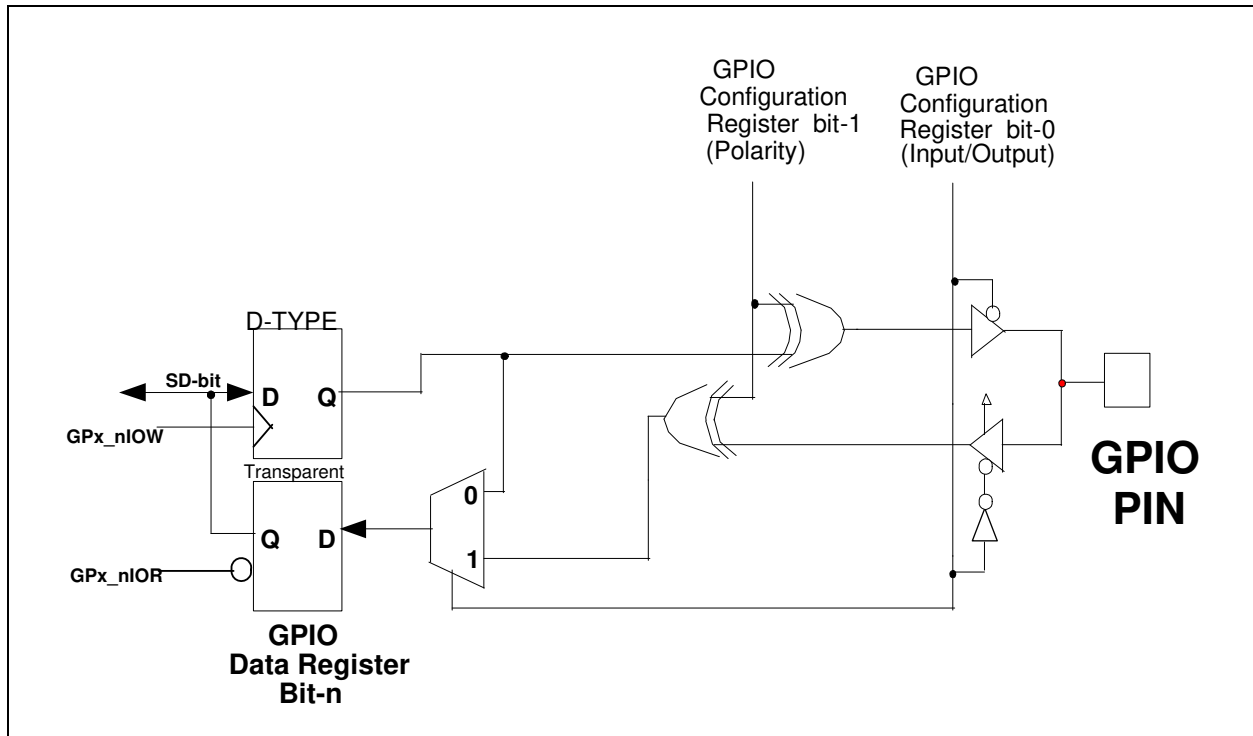 GPIO
Configuration
Register bit-1
(Polarity)
GPIO
Configuration
Register bit-0
(Input/Output)
D-TYPE
SD-bit
D
Q
GPx_nIOW
Transparent
Q
D
GPx_nIOR
0
1
GPIO
Data Register
Bit-n
GPIO
PIN